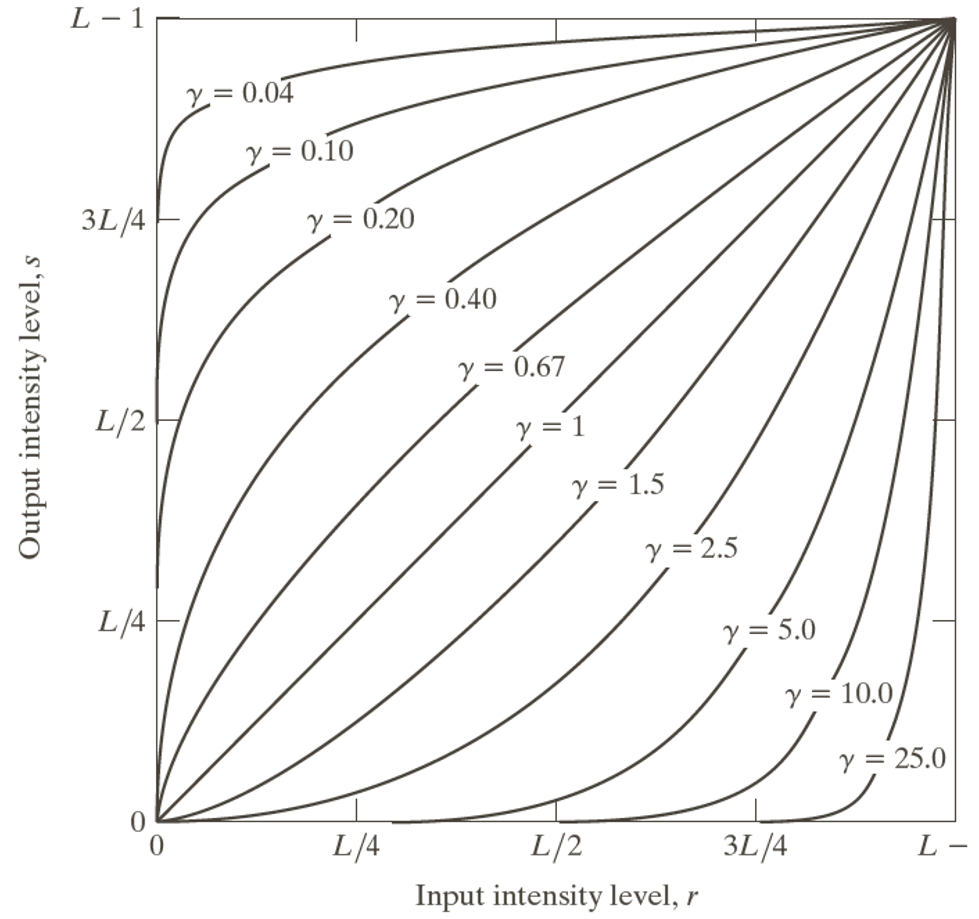 L − 1
γ = 0.04
γ = 0.10
3L/4
γ = 0.20
γ = 0.40
γ = 0.67
L/2
γ = 1
γ = 1.5
γ = 2.5
L/4
γ = 5.0
γ = 10.0
γ = 25.0
0
0 L/4 L/2 3L/4 L −
Output intensity level, s
Input intensity level, r